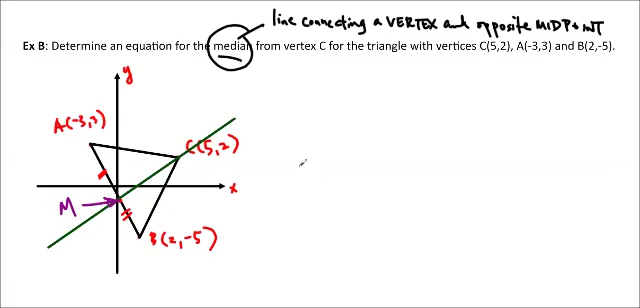 line connecting a VERTEX and opposite MIDPOINT
Ex B: Determine an equation for the median from vertex C for the triangle with vertices C(5,2), A(-3,3) and B(2,-5).
y
A(-3,3)
C(5,2)
x
M
B(2,-5)